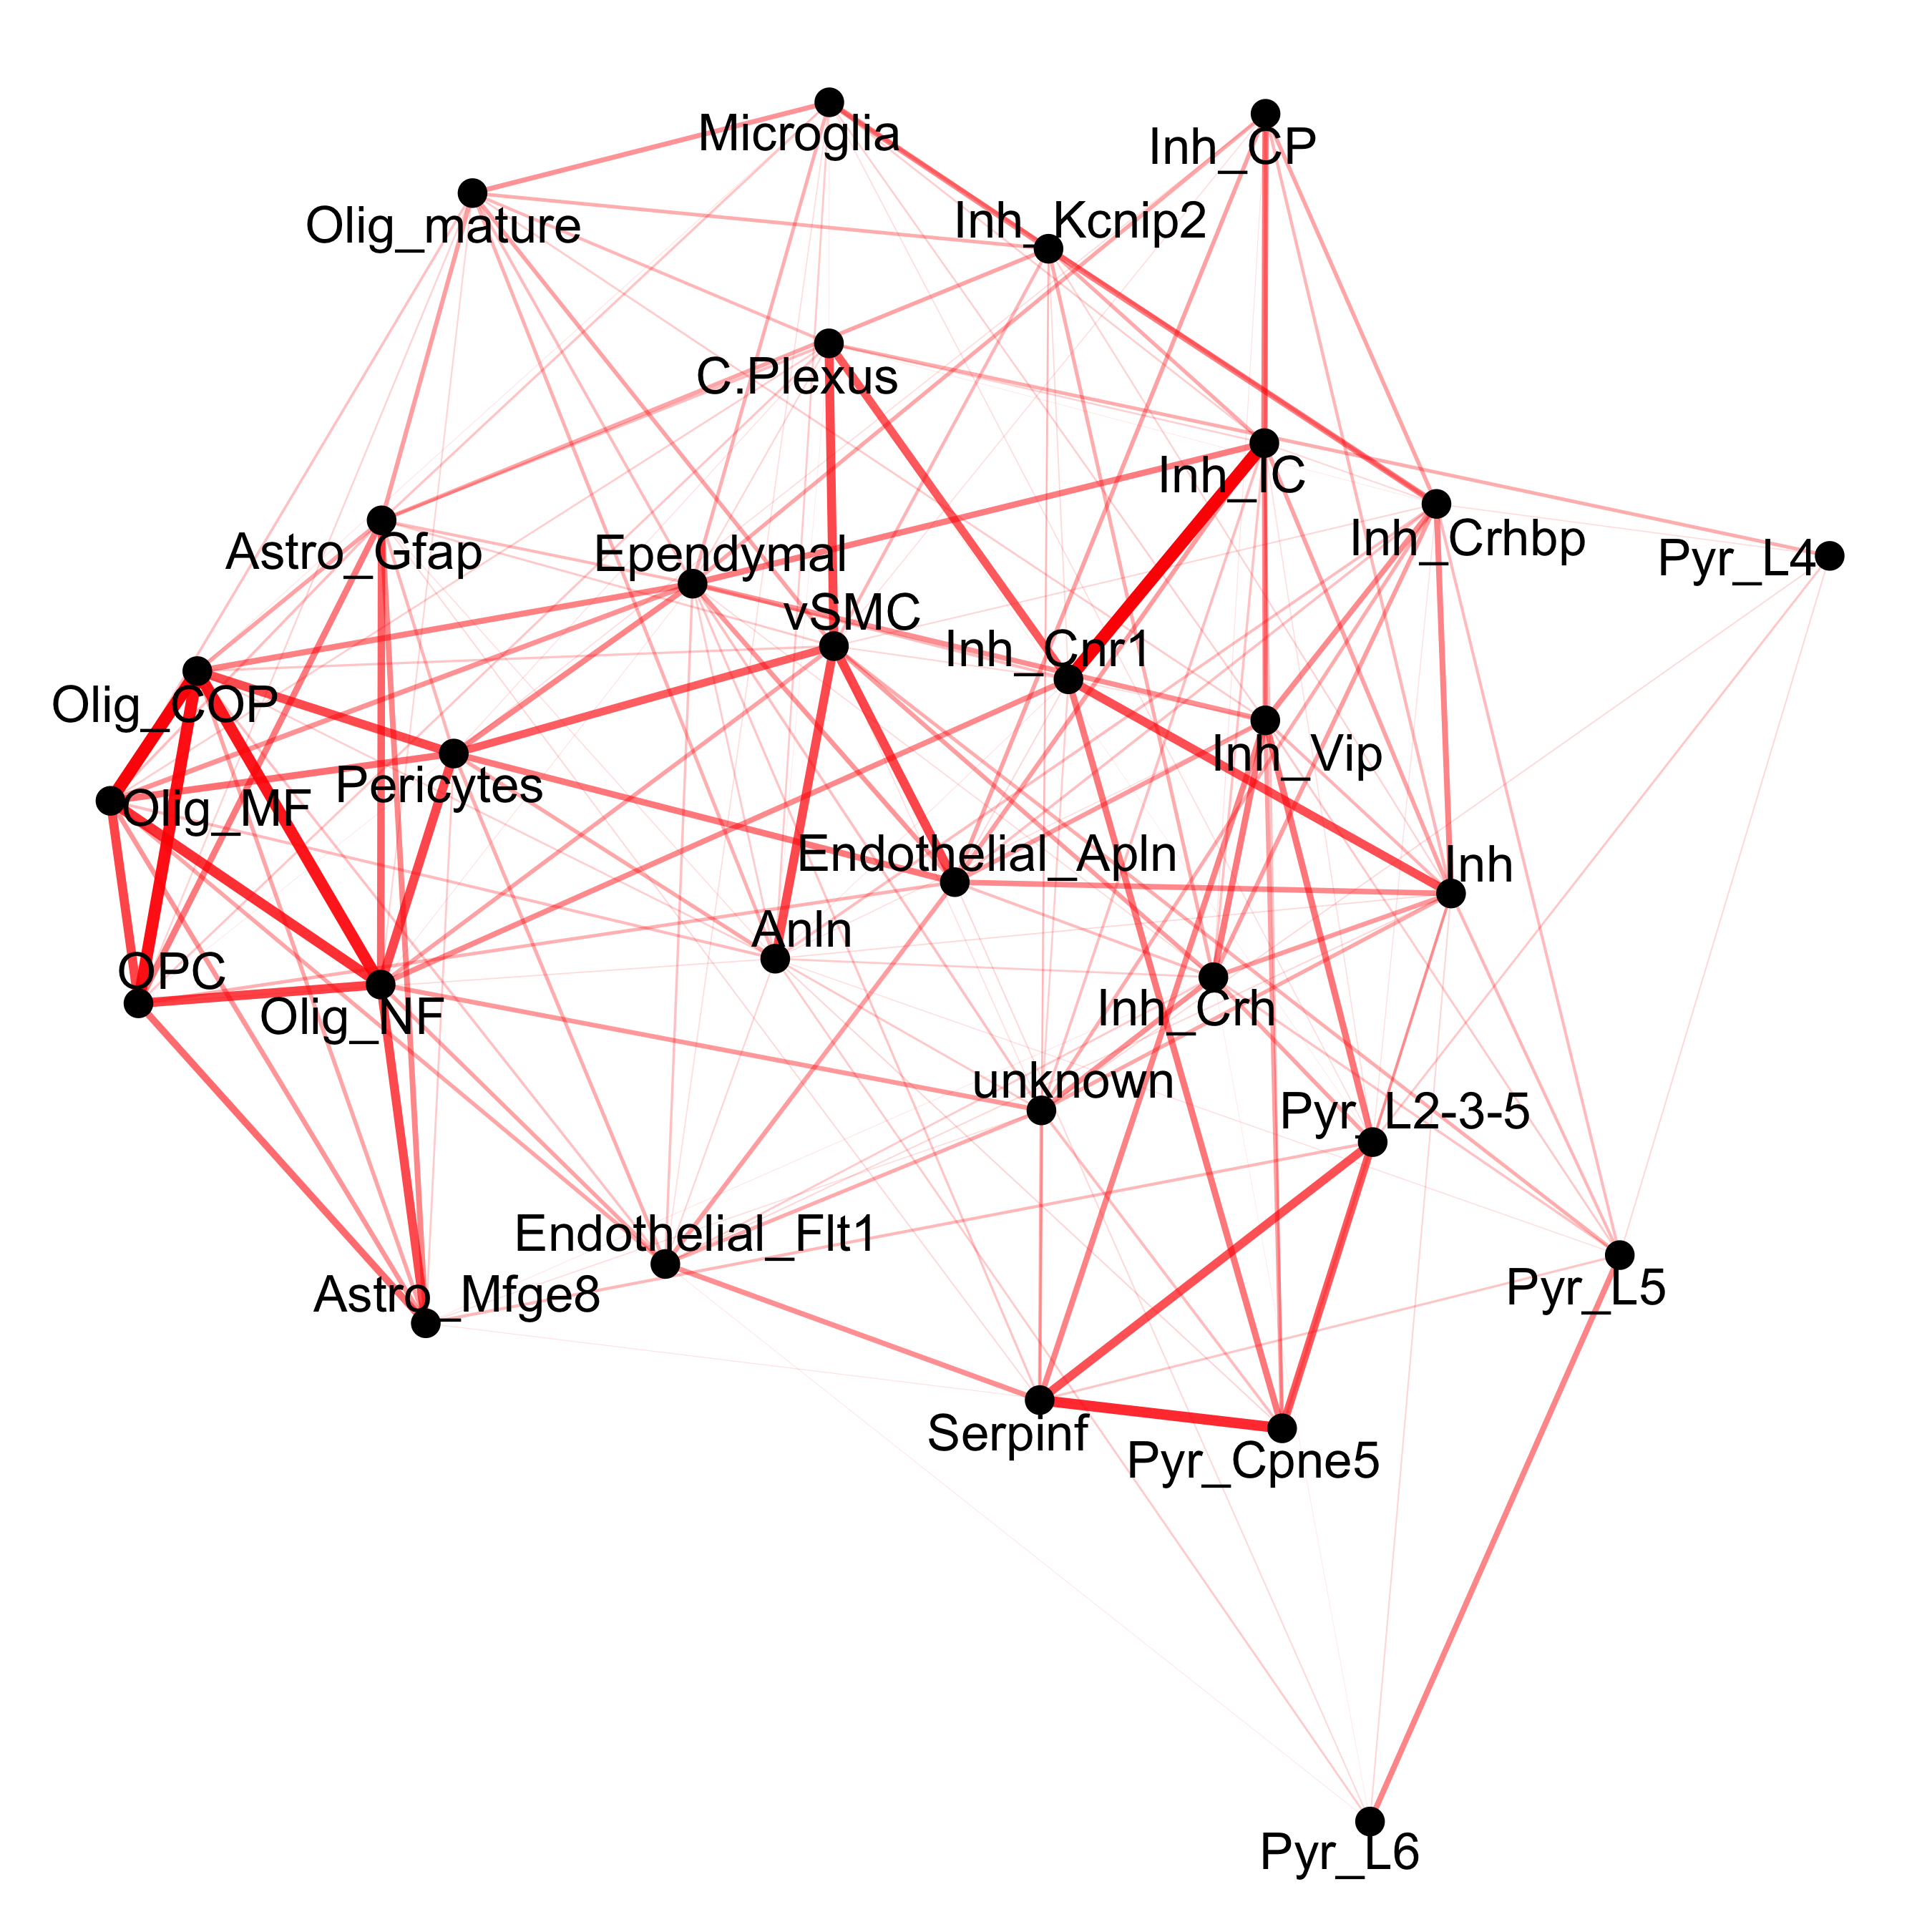 Microglia
Inh_CP
Olig_mature
Inh_Kcnip2
C.Plexus
Inh_IC
Inh_Crhbp
Pyr_L4
Astro_Gfap
Ependymal
vSMC
Inh_Cnr1
Olig_COP
Inh_Vip
Pericytes
Olig_MF
Endothelial_Apln
Inh
Anln
OPC
Olig_NF
Inh_Crh
unknown
Pyr_L2-3-5
Endothelial_Flt1
Pyr_L5
Astro_Mfge8
Serpinf
Pyr_Cpne5
Pyr_L6